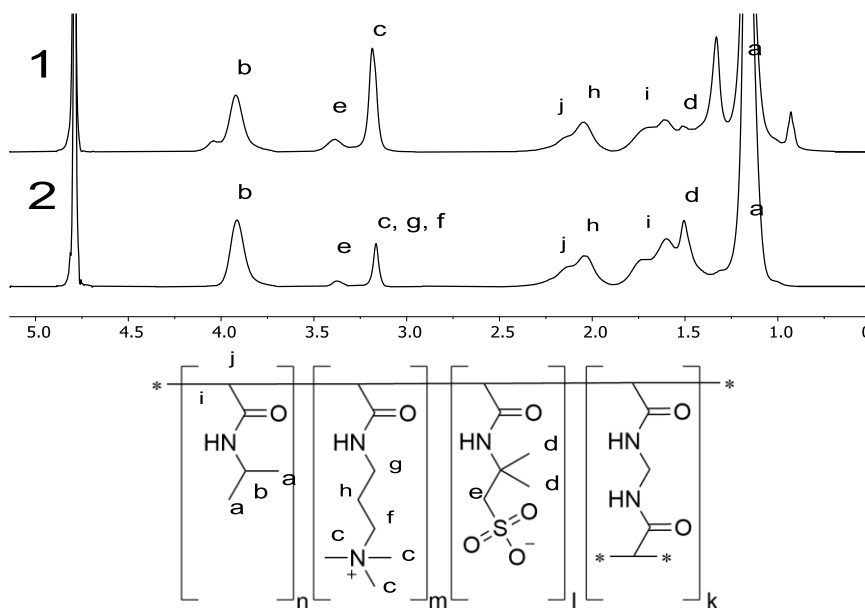 c
1 b e j h i d a
2 b c, g, f e j h i d a
5.0 4.5 4.0 3.5 3.0 2.5 2.0 1.5 1.0 0
* j *
i O O O O
HN HN HN d HN
a b a h g e d HN
f S O O O
c N + c O − * *
c
n m l k